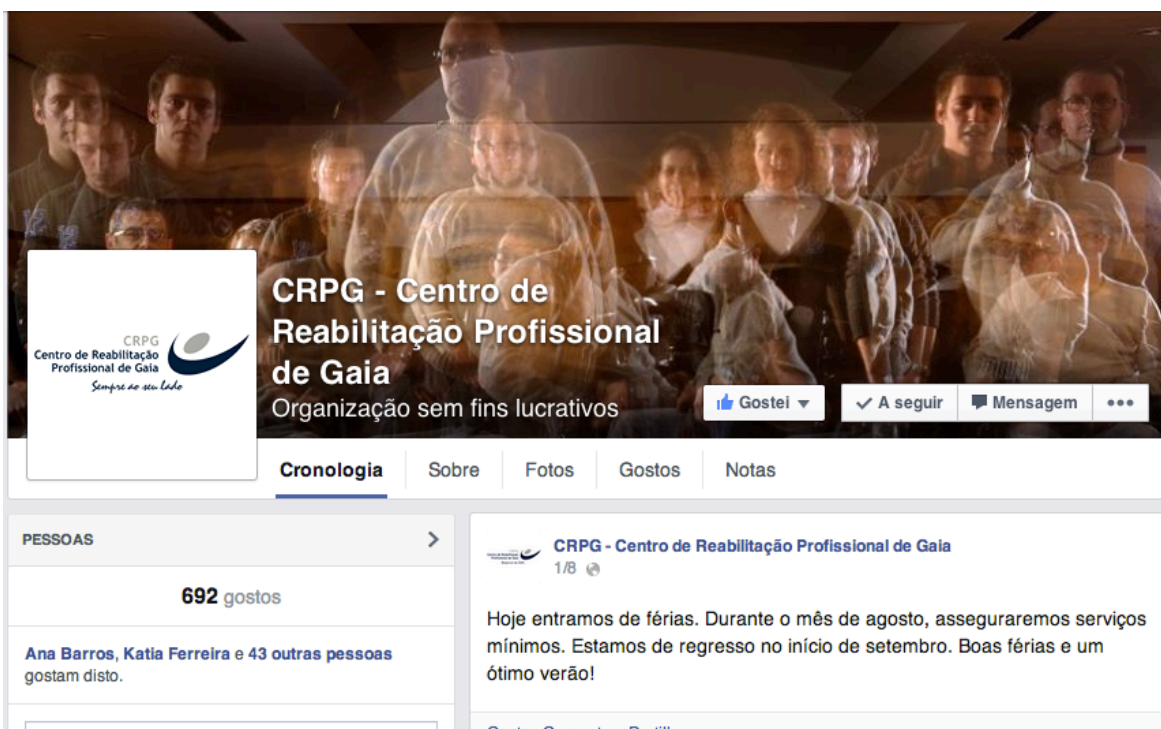 CRPG
Centro de Reabilitação
Profissional de Gaia
Sempre ao seu lado
CRPG - Centro de
Reabilitação Profissional
de Gaia
Organização sem fins lucrativos
Gostei
A seguir
Mensagem
Cronologia
Sobre
Fotos
Gostos
Notas
PESSOAS
692 gostos
Ana Barros, Katia Ferreira e 43 outras pessoas
gostam disto.
CRPG - Centro de Reabilitação Profissional de Gaia
1/8
Hoje entramos de férias. Durante o mês de agosto, asseguraremos serviços
mínimos. Estamos de regresso no início de setembro. Boas férias e um
ótimo verão!